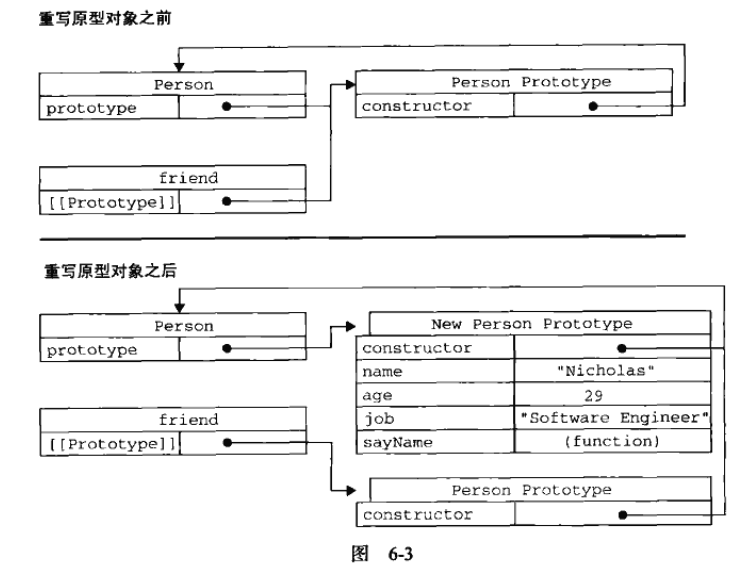 重写原型对象之前
Person
prototype
Person Prototype
constructor
friend
[[Prototype]]
重写原型对象之后
Person
prototype
New Person Prototype
constructor
name "Nicholas"
age 29
job "Software Engineer"
sayName (function)
friend
[[Prototype]]
Person Prototype
constructor
图 6-3